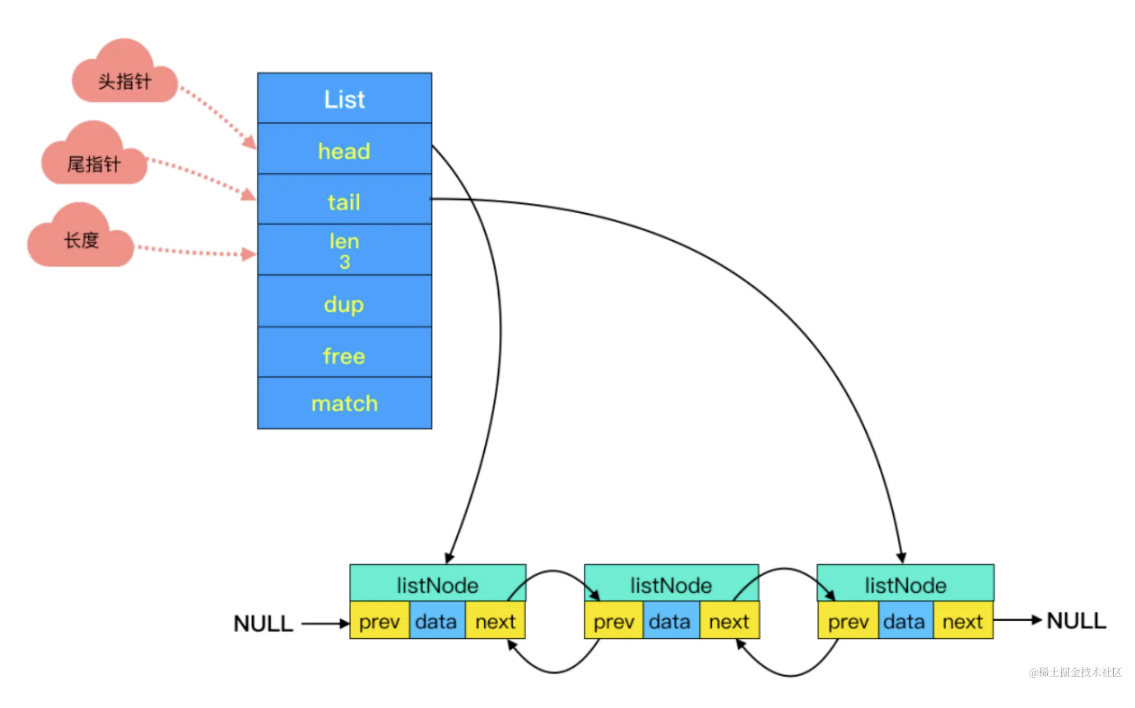 头指针
尾指针
长度
List
head
tail
len
3
dup
free
match
listNode
listNode
listNode
NULL
prev
data
next
prev
data
next
prev
data
next
NULL
@稀土掘金技术社区